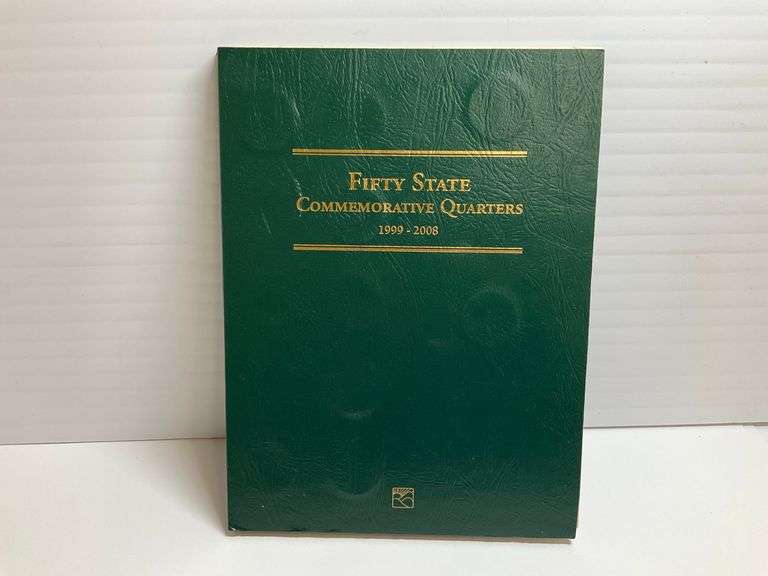 Fifty State
Commemorative Quarters
1999 - 2008